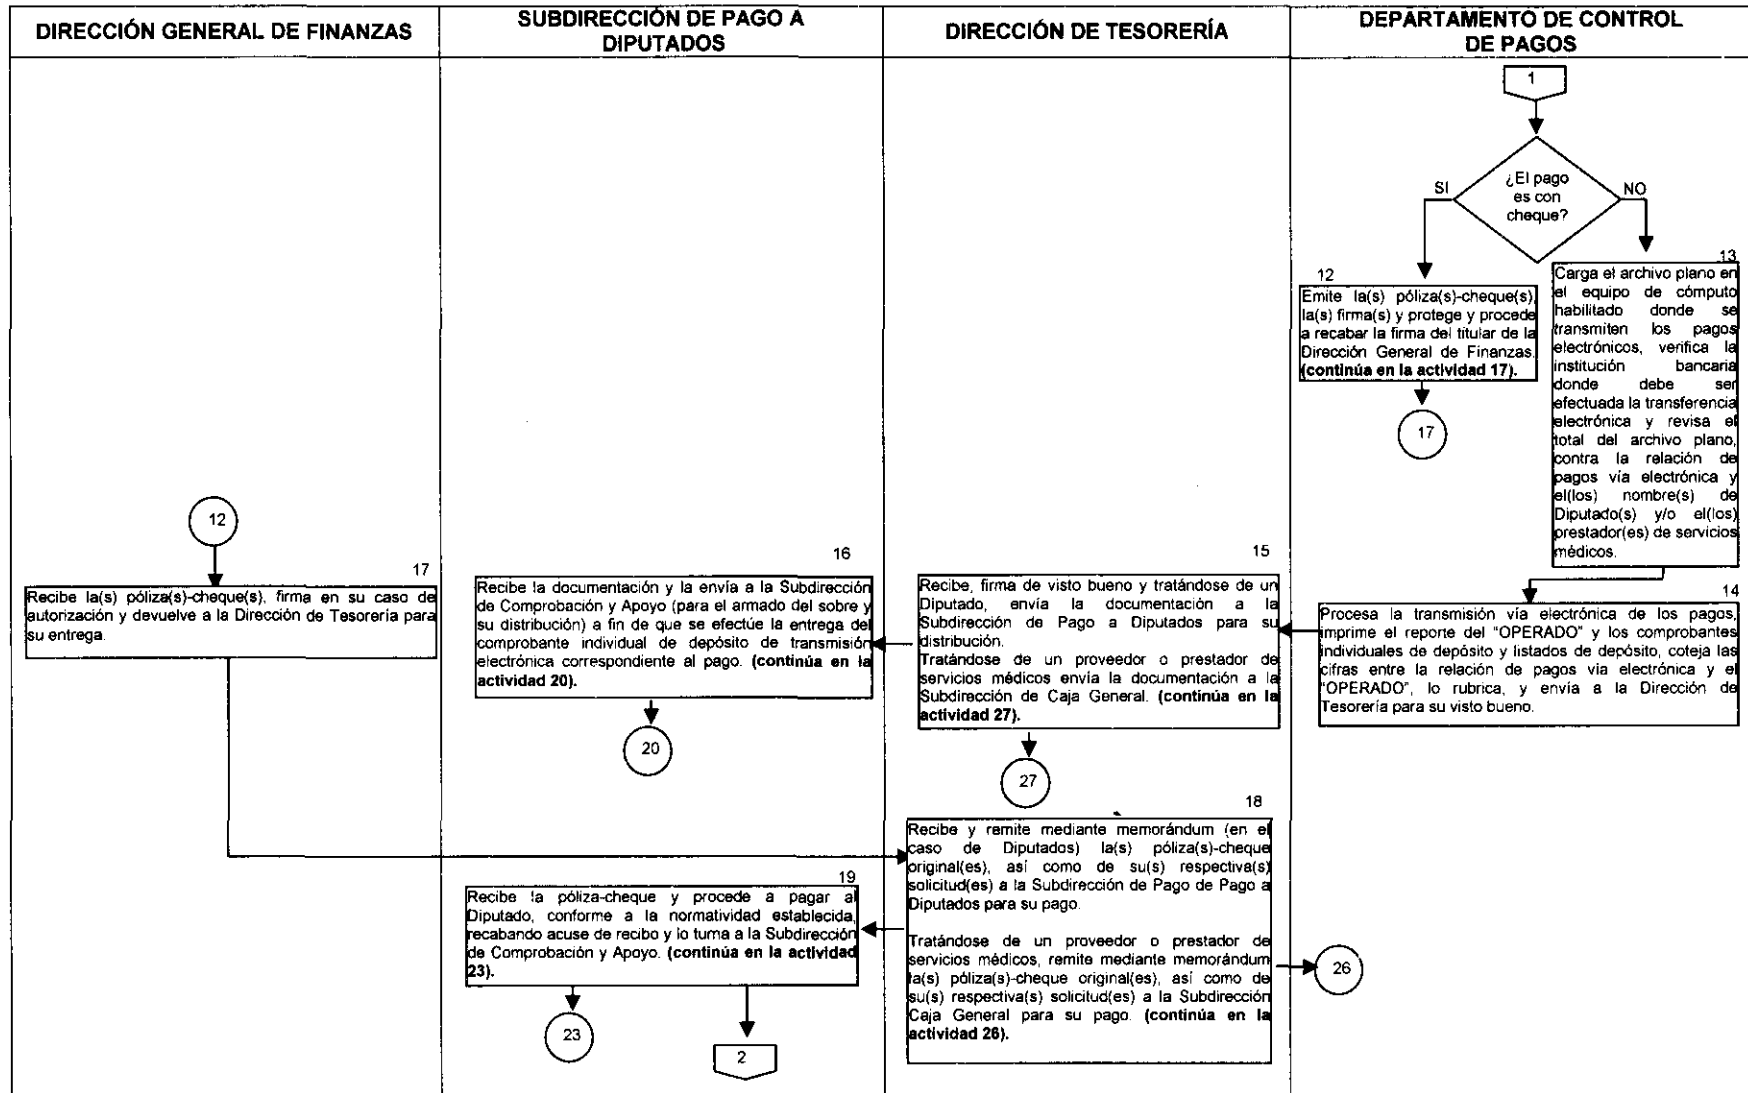 DIRECCIÓN GENERAL DE FINANZAS
SUBDIRECCIÓN DE PAGO A
DIPUTADOS
DIRECCIÓN DE TESORERÍA
DEPARTAMENTO DE CONTROL
DE PAGOS
1
¿El pago
es con
cheque?
SI
NO
12
Emite la(s) póliza(s)-cheque(s),
la(s) firma(s) y protege y procede
a recabar la firma del titular de la
Dirección General de Finanzas.
(continúa en la actividad 17).
17
13
Carga el archivo plano en
el equipo de cómputo
habilitado donde se
transmiten los pagos
electrónicos, verifica la
institución bancaria
donde debe ser
efectuada la transferencia
electrónica y revisa el
total del archivo plano,
contra la relación de
pagos vía electrónica y
el(los) nombre(s) de
Diputado(s) y/o el(los)
prestador(es) de servicios
médicos.
14
Procesa la transmisión vía electrónica de los pagos,
imprime el reporte del "OPERADO" y los comprobantes
individuales de depósito y listados de depósito, coteja las
cifras entre la relación de pagos vía electrónica y el
"OPERADO", lo rubrica, y envía a la Dirección de
Tesorería para su visto bueno.
15
Recibe, firma de visto bueno y tratándose de un
Diputado, envía la documentación a la
Subdirección de Pago a Diputados para su
distribución.
Tratándose de un proveedor o prestador de
servicios médicos envía la documentación a la
Subdirección de Caja General. (continúa en la
actividad 27).
27
16
Recibe la documentación y la envía a la Subdirección
de Comprobación y Apoyo (para el armado del sobre y
su distribución) a fin de que se efectúe la entrega del
comprobante individual de depósito de transmisión
electrónica correspondiente al pago. (continúa en la
actividad 20).
20
12
17
Recibe la(s) póliza(s)-cheque(s), firma en su caso de
autorización y devuelve a la Dirección de Tesorería para
su entrega.
18
Recibe y remite mediante memorándum (en el
caso de Diputados) la(s) póliza(s)-cheque
original(es), así como de su(s) respectiva(s)
solicitud(es) a la Subdirección de Pago de Pago a
Diputados para su pago.
Tratándose de un proveedor o prestador de
servicios médicos, remite mediante memorándum
la(s) póliza(s)-cheque original(es), así como de
su(s) respectiva(s) solicitud(es) a la Subdirección
Caja General para su pago. (continúa en la
actividad 26).
26
19
Recibe la póliza-cheque y procede a pagar al
Diputado, conforme a la normatividad establecida,
recabando acuse de recibo y lo turna a la Subdirección
de Comprobación y Apoyo. (continúa en la actividad
23).
23
2